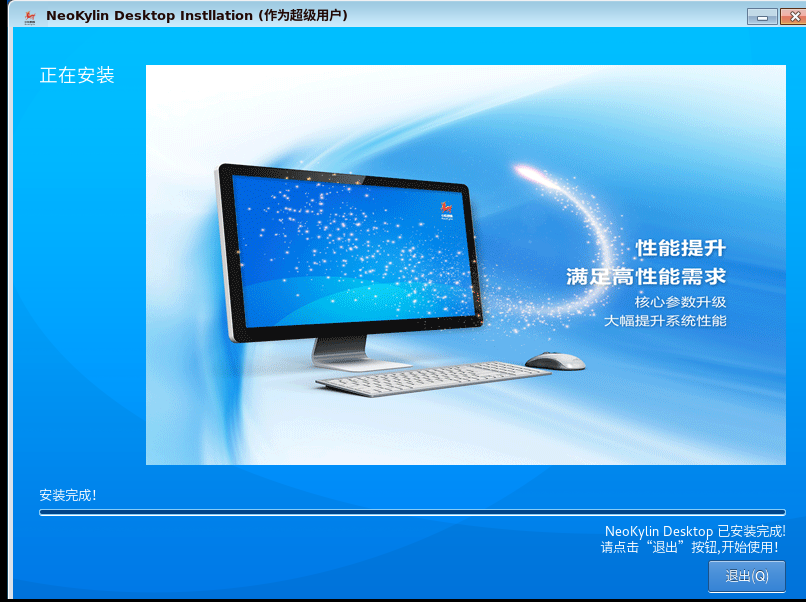 NeoKylin Desktop Instllation (作为超级用户)
正在安装
性能提升
满足高性能需求
核心参数升级
大幅提升系统性能
安装完成!
NeoKylin Desktop 已安装完成!
请点击“退出”按钮,开始使用!
退出(Q)